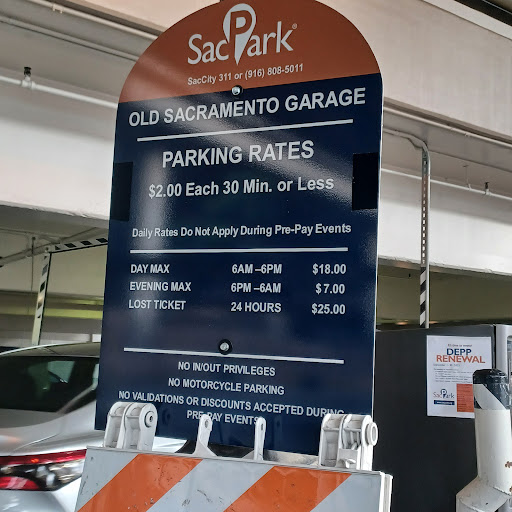 SacPark®
SacCity 311 or (916) 808-5011
OLD SACRAMENTO GARAGE
PARKING RATES
$2.00 Each 30 Min. or Less
Daily Rates Do Not Apply During Pre-Pay Events
DAY MAX 6AM –6PM $18.00
EVENING MAX 6PM –6AM $ 7.00
LOST TICKET 24 HOURS $25.00
NO IN/OUT PRIVILEGES
NO MOTORCYCLE PARKING
NO VALIDATIONS OR DISCOUNTS ACCEPTED DURING
PRE-PAY EVENTS
DEPP
RENEWAL
SacPark